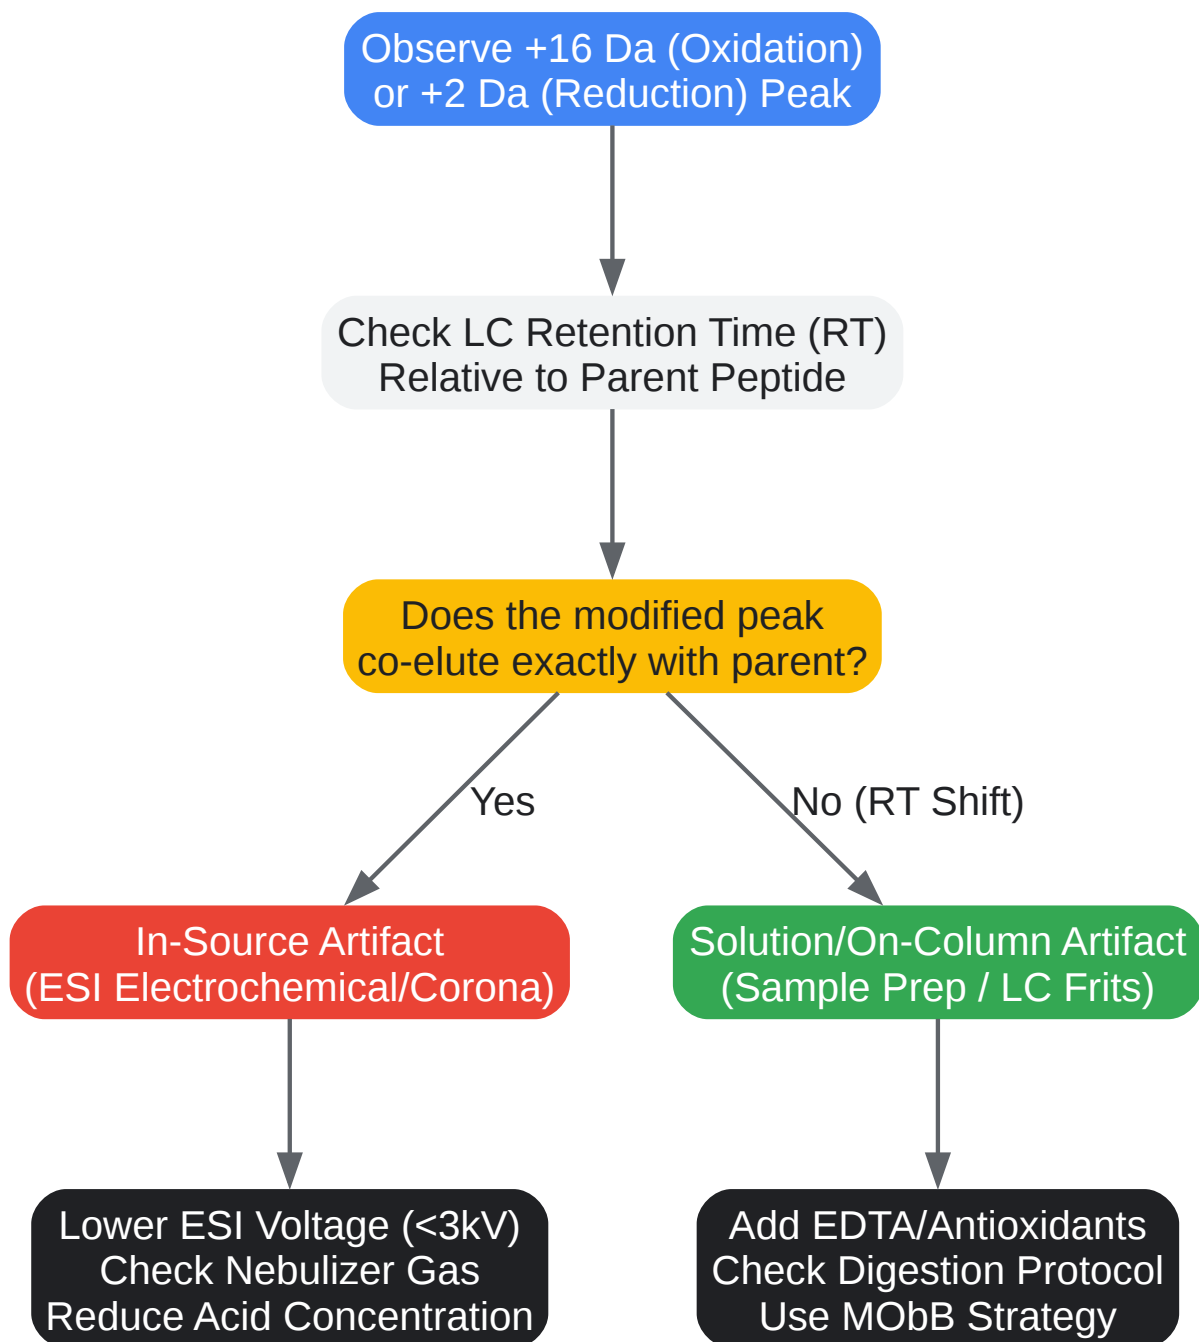 Observe +16 Da (Oxidation)
or +2 Da (Reduction) Peak
Check LC Retention Time (RT)
Relative to Parent Peptide
Does the modified peak
co-elute exactly with parent?
Yes
No (RT Shift)
In-Source Artifact
(ESI Electrochemical/Corona)
Solution/On-Column Artifact
(Sample Prep / LC Frits)
Lower ESI Voltage (<3kV)
Check Nebulizer Gas
Reduce Acid Concentration
Add EDTA/Antioxidants
Check Digestion Protocol
Use MObB Strategy